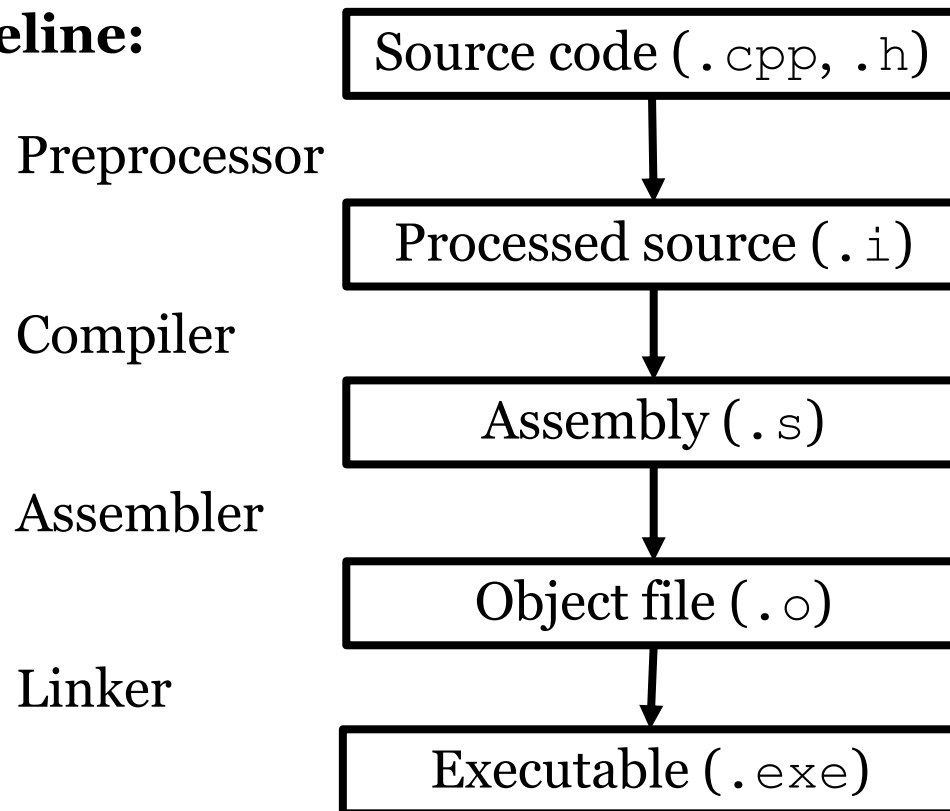 eline:
Source code (.cpp, .h)
Preprocessor
Processed source (.i)
Compiler
Assembly (.s)
Assembler
Object file (.o)
Linker
Executable (.exe)